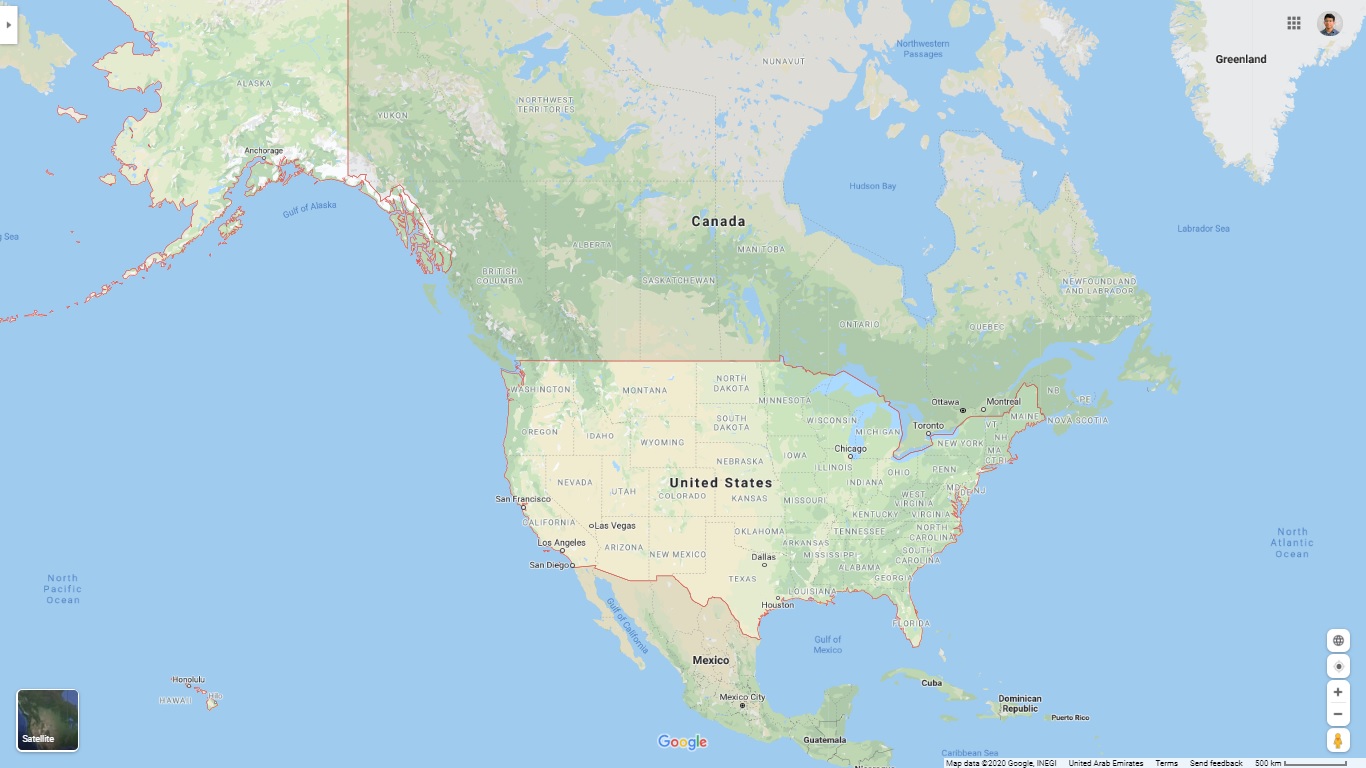 Greenland
Northwestern
Passages
NUNAVUT
ALASKA
NORTHWEST
TERRITORIES
YUKON
Anchorage
Hudson Bay
Gulf of Alaska
Canada
Labrador Sea
g Sea
ALBERTA
MANITOBA
BRITISH
COLUMBIA
SASKATCHEWAN
NEWFOUNDLAND
AND LABRADOR
ONTARIO
QUEBEC
WASHINGTON
MONTANA
NORTH
DAKOTA
MINNESOTA
Ottawa
Montreal
NB
PE
NOVA SCOTIA
MAINE
SOUTH
DAKOTA
WISCONSIN
MICHIGAN
Toronto
VT
NH
OREGON
IDAHO
WYOMING
NEW YORK
MA
CT RI
Chicago
IOWA
NEBRASKA
ILLINOIS
INDIANA
OHIO
PENN
NEVADA
UTAH
United States
COLORADO
KANSAS
MISSOURI
WEST
VIRGINIA
MD
DE
NJ
San Francisco
CALIFORNIA
Las Vegas
KENTUCKY
VIRGINIA
OKLAHOMA
TENNESSEE
NORTH
CAROLINA
Los Angeles
ARIZONA
NEW MEXICO
ARKANSAS
MISSISSIPPI
SOUTH
CAROLINA
Dallas
San Diego
ALABAMA
TEXAS
GEORGIA
LOUISIANA
Houston
FLORIDA
North
Atlantic
Ocean
North
Pacific
Ocean
Gulf of California
Gulf of
Mexico
Mexico
Honolulu
HAWAII
Hilo
Mexico City
Cuba
Dominican
Republic
Puerto Rico
Guatemala
Nicaragua
Caribbean Sea
Satellite
Google
Map data ©2020 Google, INEGI United Arab Emirates Terms Send feedback 500 km